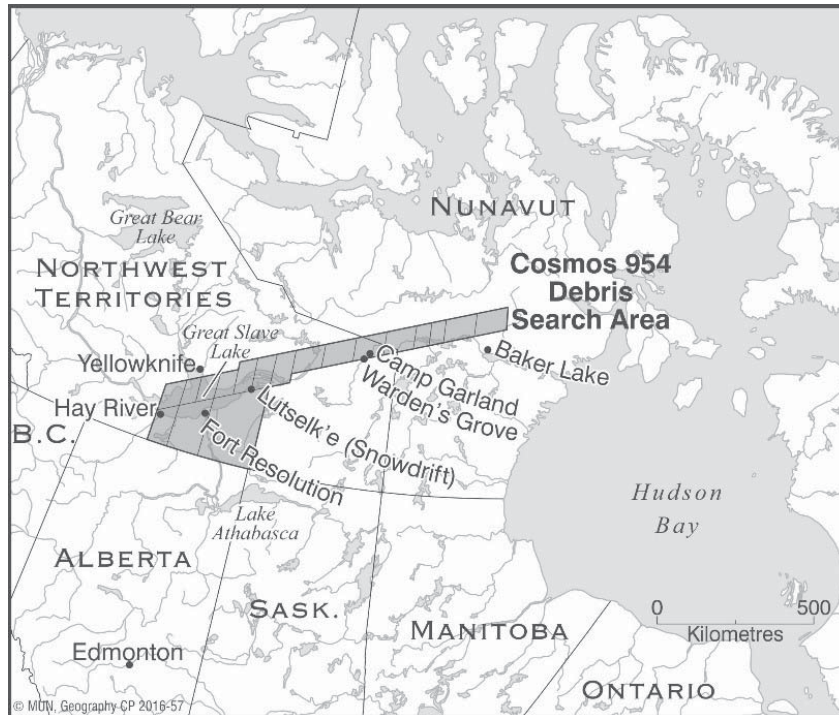 Great Bear
Lake
NUNAVUT
NORTHWEST
TERRITORIES
Cosmos 954
Debris
Search Area
Great Slave
Lake
Yellowknife
Camp Garland
Warden's Grove
Baker Lake
Hay River
Lutselk'e (Snowdrift)
Fort Resolution
B.C.
Lake
Athabasca
Hudson
Bay
ALBERTA
SASK.
MANITOBA
0 500
Kilometres
Edmonton
ONTARIO
© MUN, Geography CP 2016-57